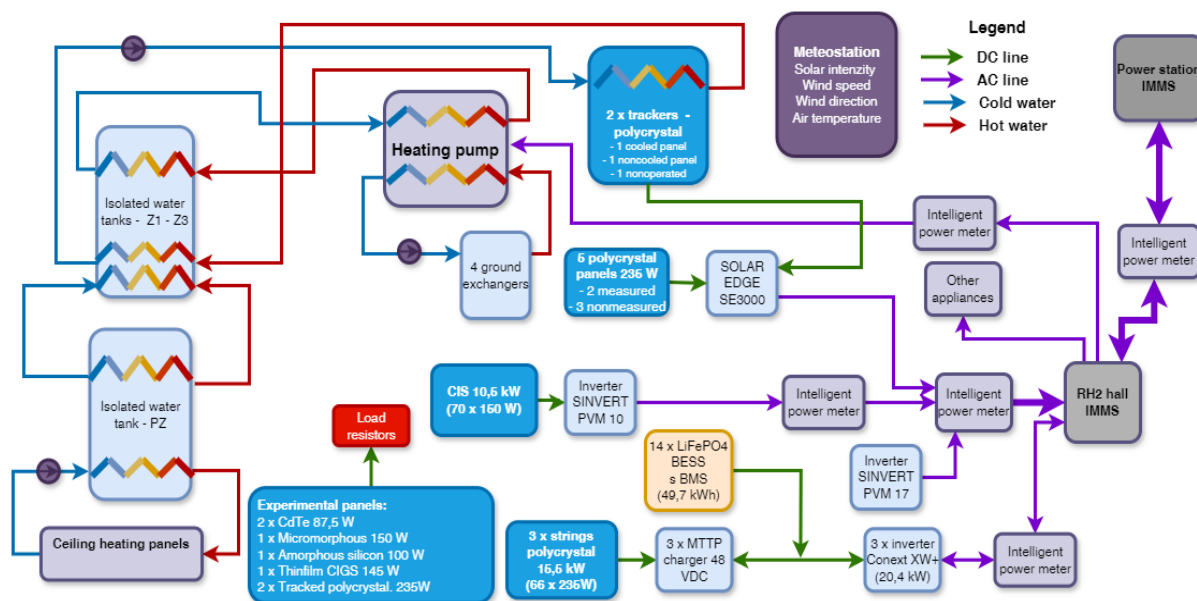 Meteostation
Solar intenzity
Wind speed
Wind direction
Air temperature
Legend
DC line
AC line
Cold water
Hot water
Power station
IMMS
2 x trackers -
polycrystal
- 1 cooled panel
- 1 noncooled panel
- 1 nonoperated
Heating pump
Isolated water
tanks - Z1 - Z3
4 ground
exchangers
5 polycrystal
panels 235 W
- 2 measured
- 3 nonmeasured
SOLAR
EDGE
SE3000
Intelligent
power meter
Intelligent
power meter
Other
appliances
Isolated water
tank - PZ
CIS 10,5 kW
(70 x 150 W)
Inverter
SINVERT
PVM 10
Intelligent
power meter
Intelligent
power meter
RH2 hall
IMMS
Load
resistors
14 x LiFePO4
BESS
s BMS
(49,7 kWh)
Inverter
SINVERT
PVM 17
Ceiling heating panels
Experimental panels:
2 x CdTe 87,5 W
1 x Micromorphous 150 W
1 x Amorphous silicon 100 W
1 x Thinfilm CIGS 145 W
2 x Tracked polycrystal. 235W
3 x strings
polycrystal
15,5 kW
(66 x 235W)
3 x MTTP
charger 48
VDC
3 x inverter
Conext XW+
(20,4 kW)
Intelligent
power meter